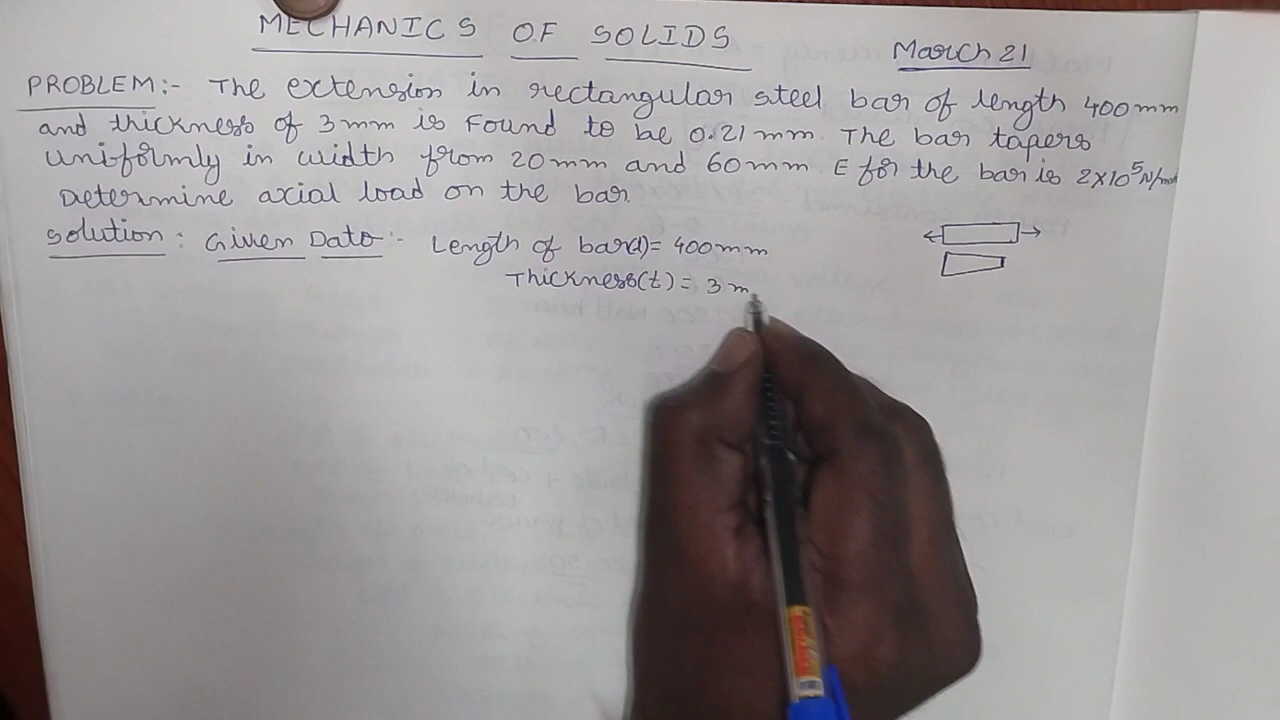 MECHANICS OF SOLIDS
March 21
PROBLEM:- The extension in rectangular steel bar of length 400mm
and thickness of 3mm is Found to be 0.21mm. The bar tapers
uniformly in width from 20mm and 60mm E for the bar is 2×10⁵N/mm
Determine axial load on the bar.
Solution: Given Data:- Length of bar(l)= 400mm
Thickness(t)= 3m